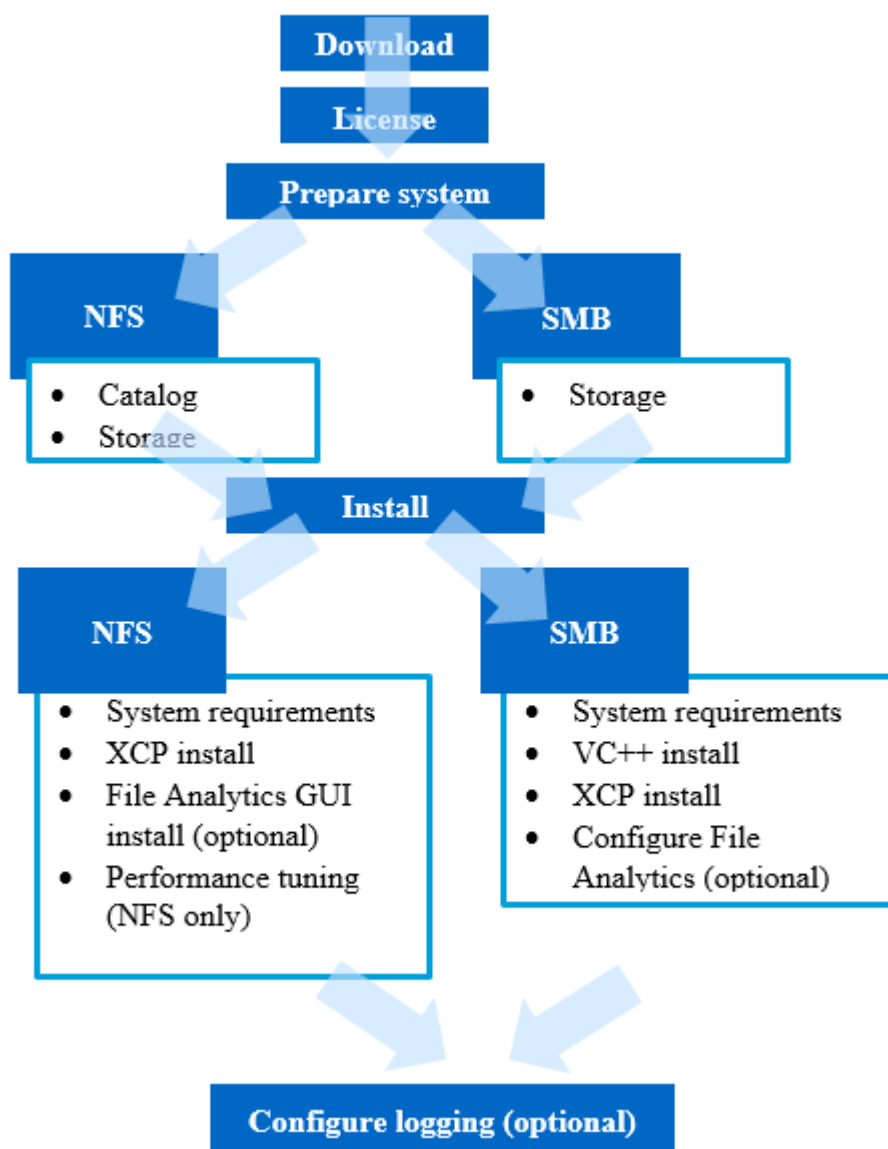 Download
License
Prepare system
NFS
• Catalog
• Storage
SMB
• Storage
Install
NFS
• System requirements
• XCP install
• File Analytics GUI
install (optional)
• Performance tuning
(NFS only)
SMB
• System requirements
• VC++ install
• XCP install
• Configure File
Analytics (optional)
Configure logging (optional)